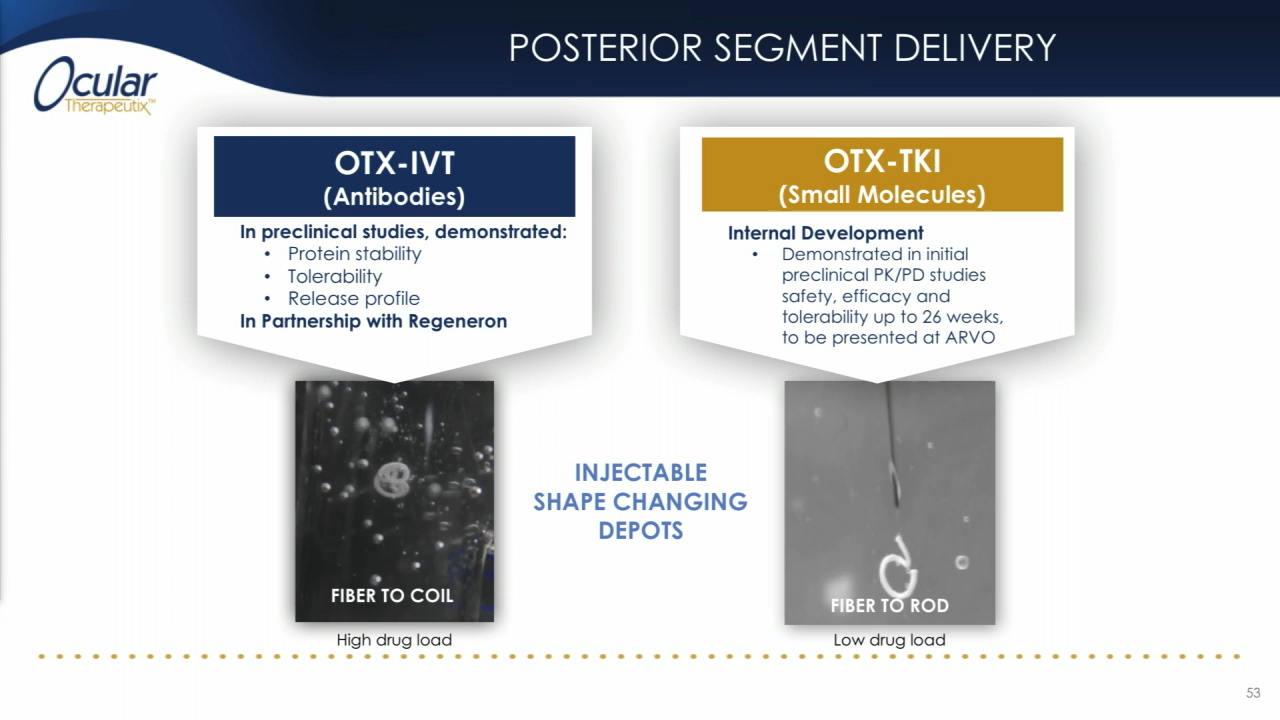 POSTERIOR SEGMENT DELIVERY
Ocular
Therapeutix™
OTX-IVT
(Antibodies)
In preclinical studies, demonstrated:
• Protein stability
• Tolerability
• Release profile
In Partnership with Regeneron
OTX-TKI
(Small Molecules)
Internal Development
• Demonstrated in initial
preclinical PK/PD studies
safety, efficacy and
tolerability up to 26 weeks,
to be presented at ARVO
INJECTABLE
SHAPE CHANGING
DEPOTS
FIBER TO COIL
High drug load
FIBER TO ROD
Low drug load
53